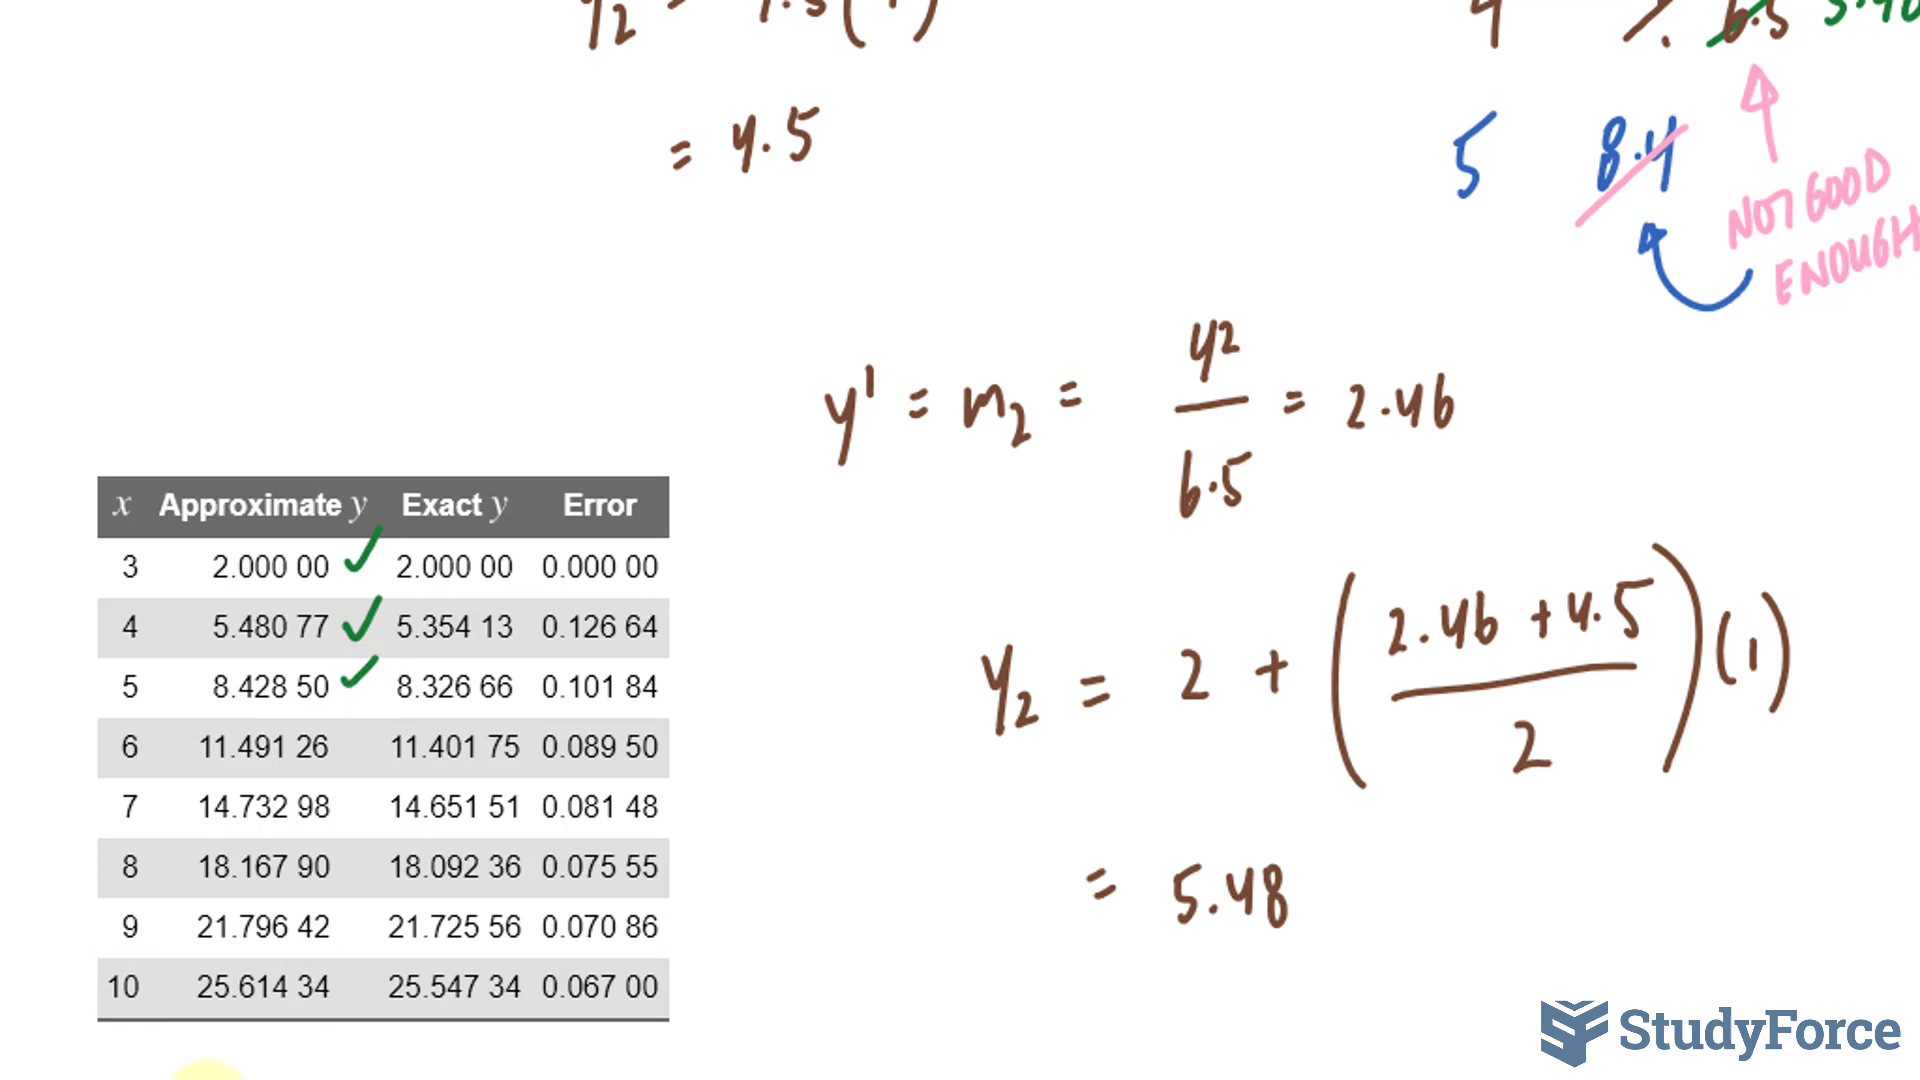 = 4.5
4
6.5
5 8.4
NOT GOOD
ENOUGH
y' = m2 = 4²/6.5 = 2.46
y2 = 2 + (2.46 + 4.5 / 2)(1)
= 5.48
x Approximate y Exact y Error
3 2.000 00 ✓ 2.000 00 0.000 00
4 5.480 77 ✓ 5.354 13 0.126 64
5 8.428 50 ✓ 8.326 66 0.101 84
6 11.491 26 11.401 75 0.089 50
7 14.732 98 14.651 51 0.081 48
8 18.167 90 18.092 36 0.075 55
9 21.796 42 21.725 56 0.070 86
10 25.614 34 25.547 34 0.067 00
StudyForce